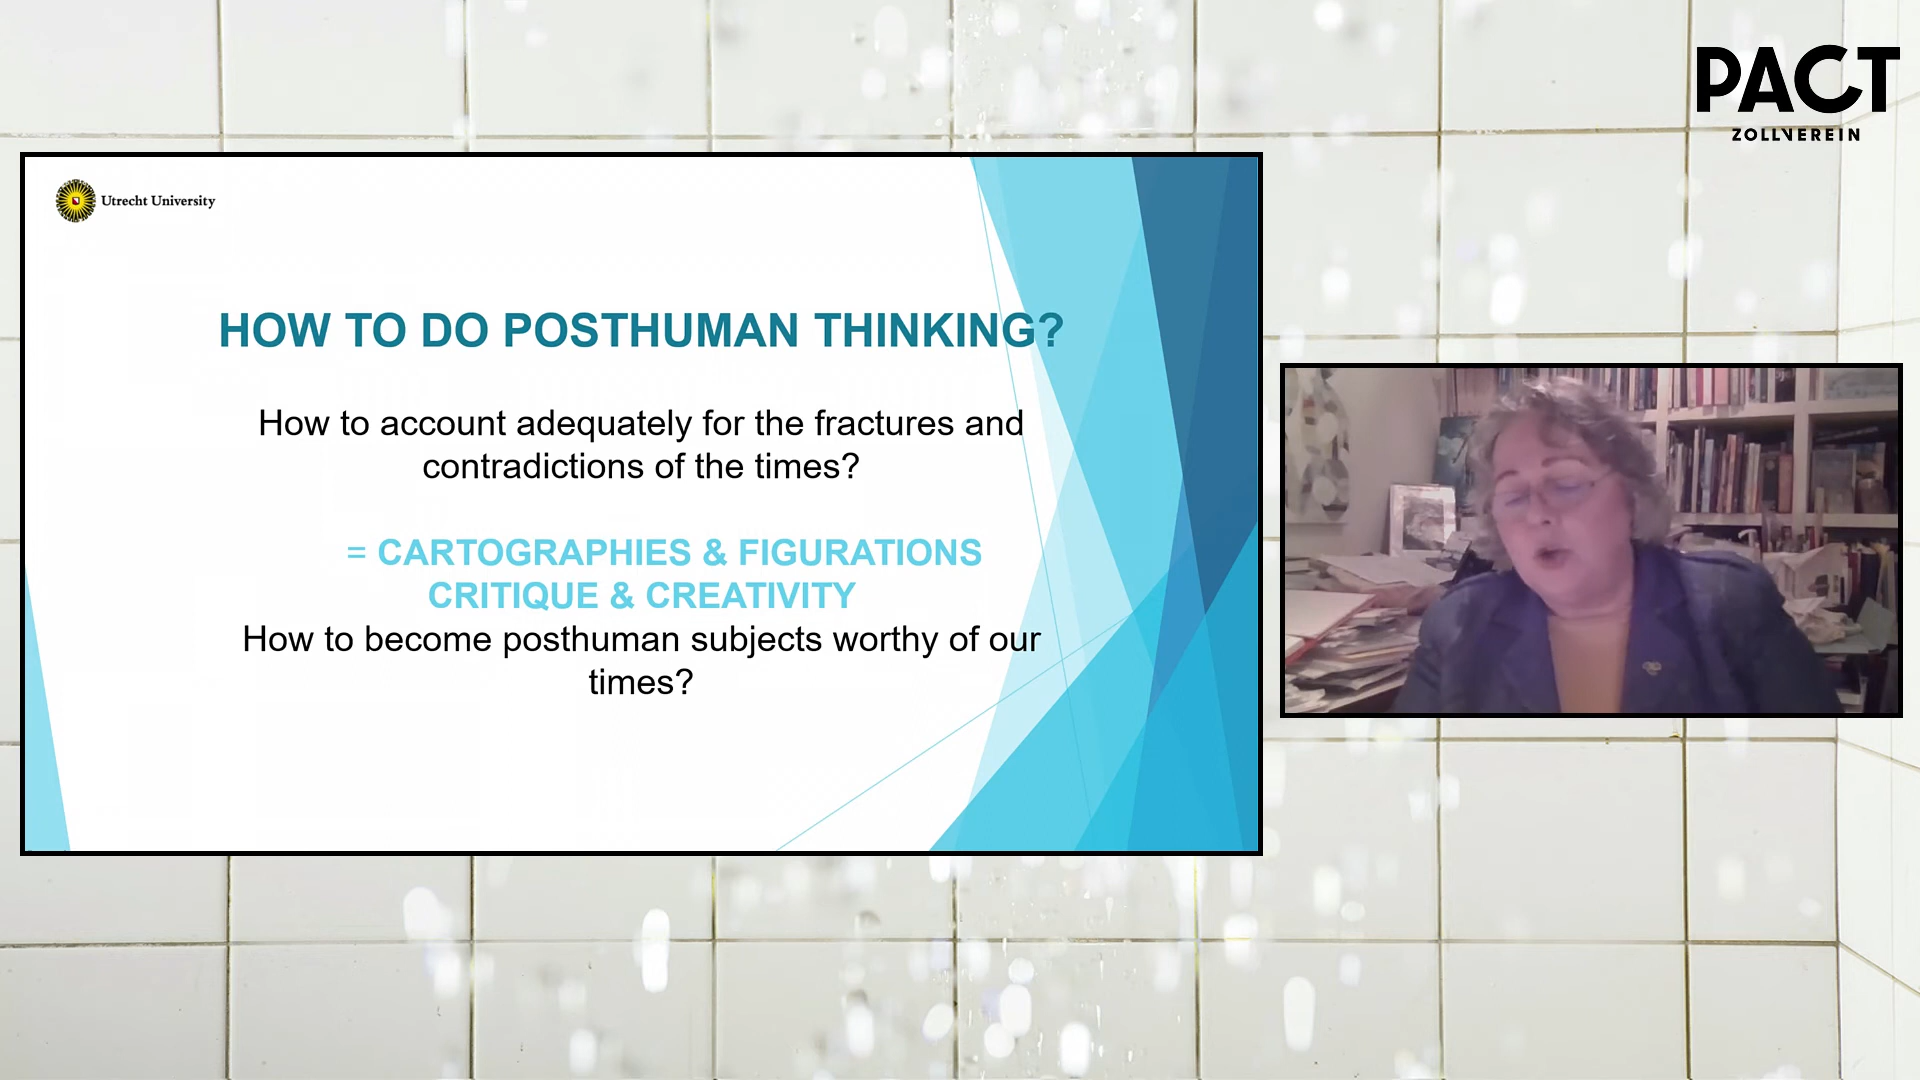 PACT
ZOLLVEREIN
Utrecht University
HOW TO DO POSTHUMAN THINKING?
How to account adequately for the fractures and
contradictions of the times?
= CARTOGRAPHIES & FIGURATIONS
CRITIQUE & CREATIVITY
How to become posthuman subjects worthy of our
times?